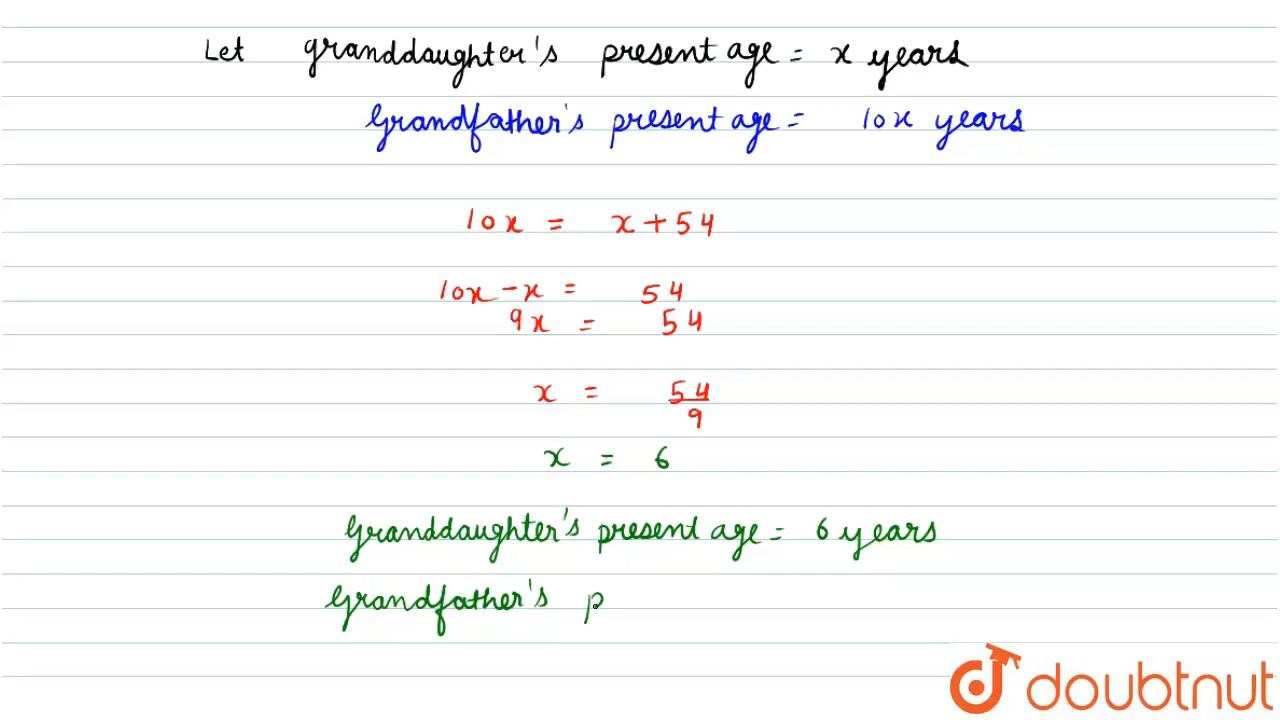 Let granddaughter's present age = x years
Grandfather's present age = 10x years
10x = x + 54
10x - x = 54
9x = 54
x = 54/9
x = 6
Granddaughter's present age = 6 years
Grandfather's p
doubtnut